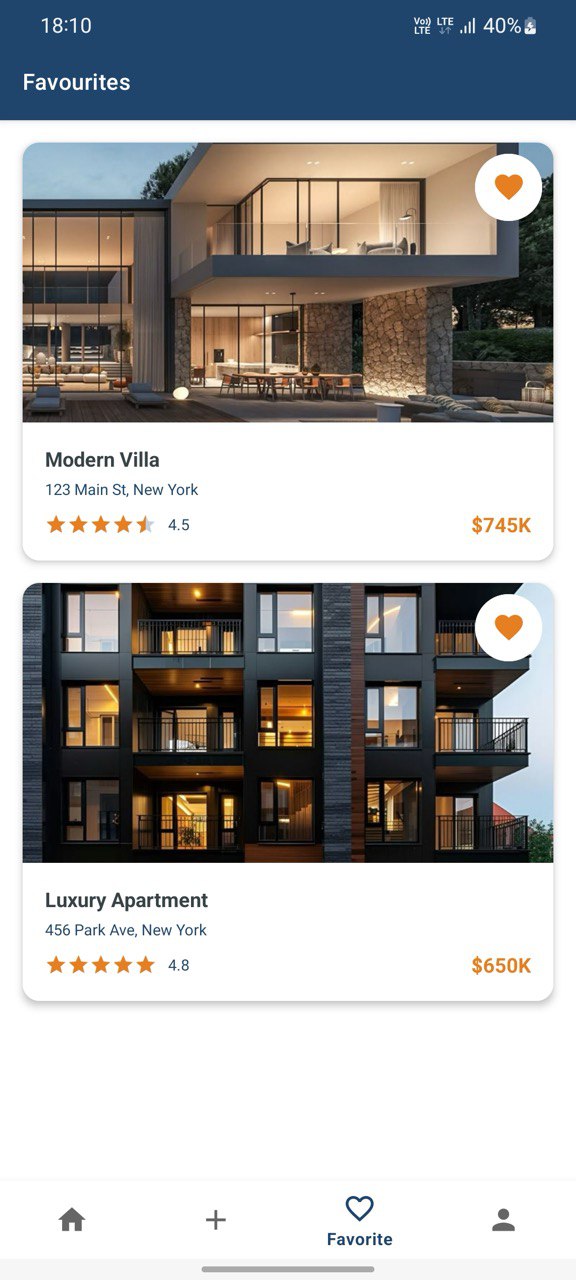 18:10
Vo) LTE
LTE
40%
Favourites
Modern Villa
123 Main St, New York
4.5
$745K
Luxury Apartment
456 Park Ave, New York
4.8
$650K
Favorite